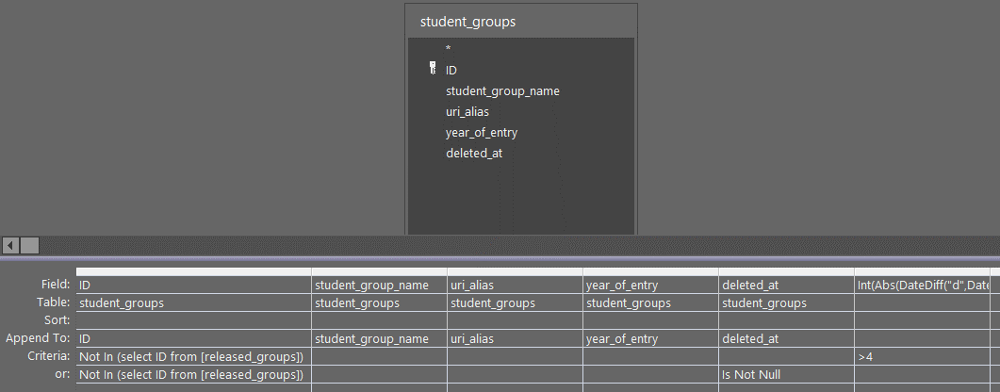 student_groups
*
ID
student_group_name
uri_alias
year_of_entry
deleted_at
Field: ID student_group_name uri_alias year_of_entry deleted_at Int(Abs(DateDiff("d",Date
Table: student_groups student_groups student_groups student_groups student_groups
Sort:
Append To: ID student_group_name uri_alias year_of_entry deleted_at
Criteria: Not In (select ID from [released_groups]) >4
or: Not In (select ID from [released_groups]) Is Not Null